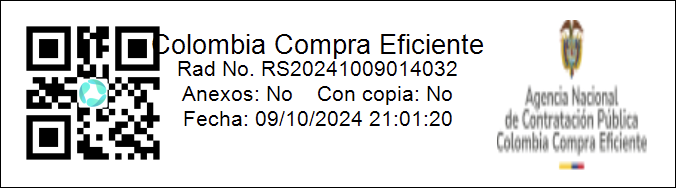 Colombia Compra Eficiente
Rad No. RS20241009014032
Anexos: No    Con copia: No
Fecha: 09/10/2024 21:01:20
Agencia Nacional
de Contratación Pública
Colombia Compra Eficiente